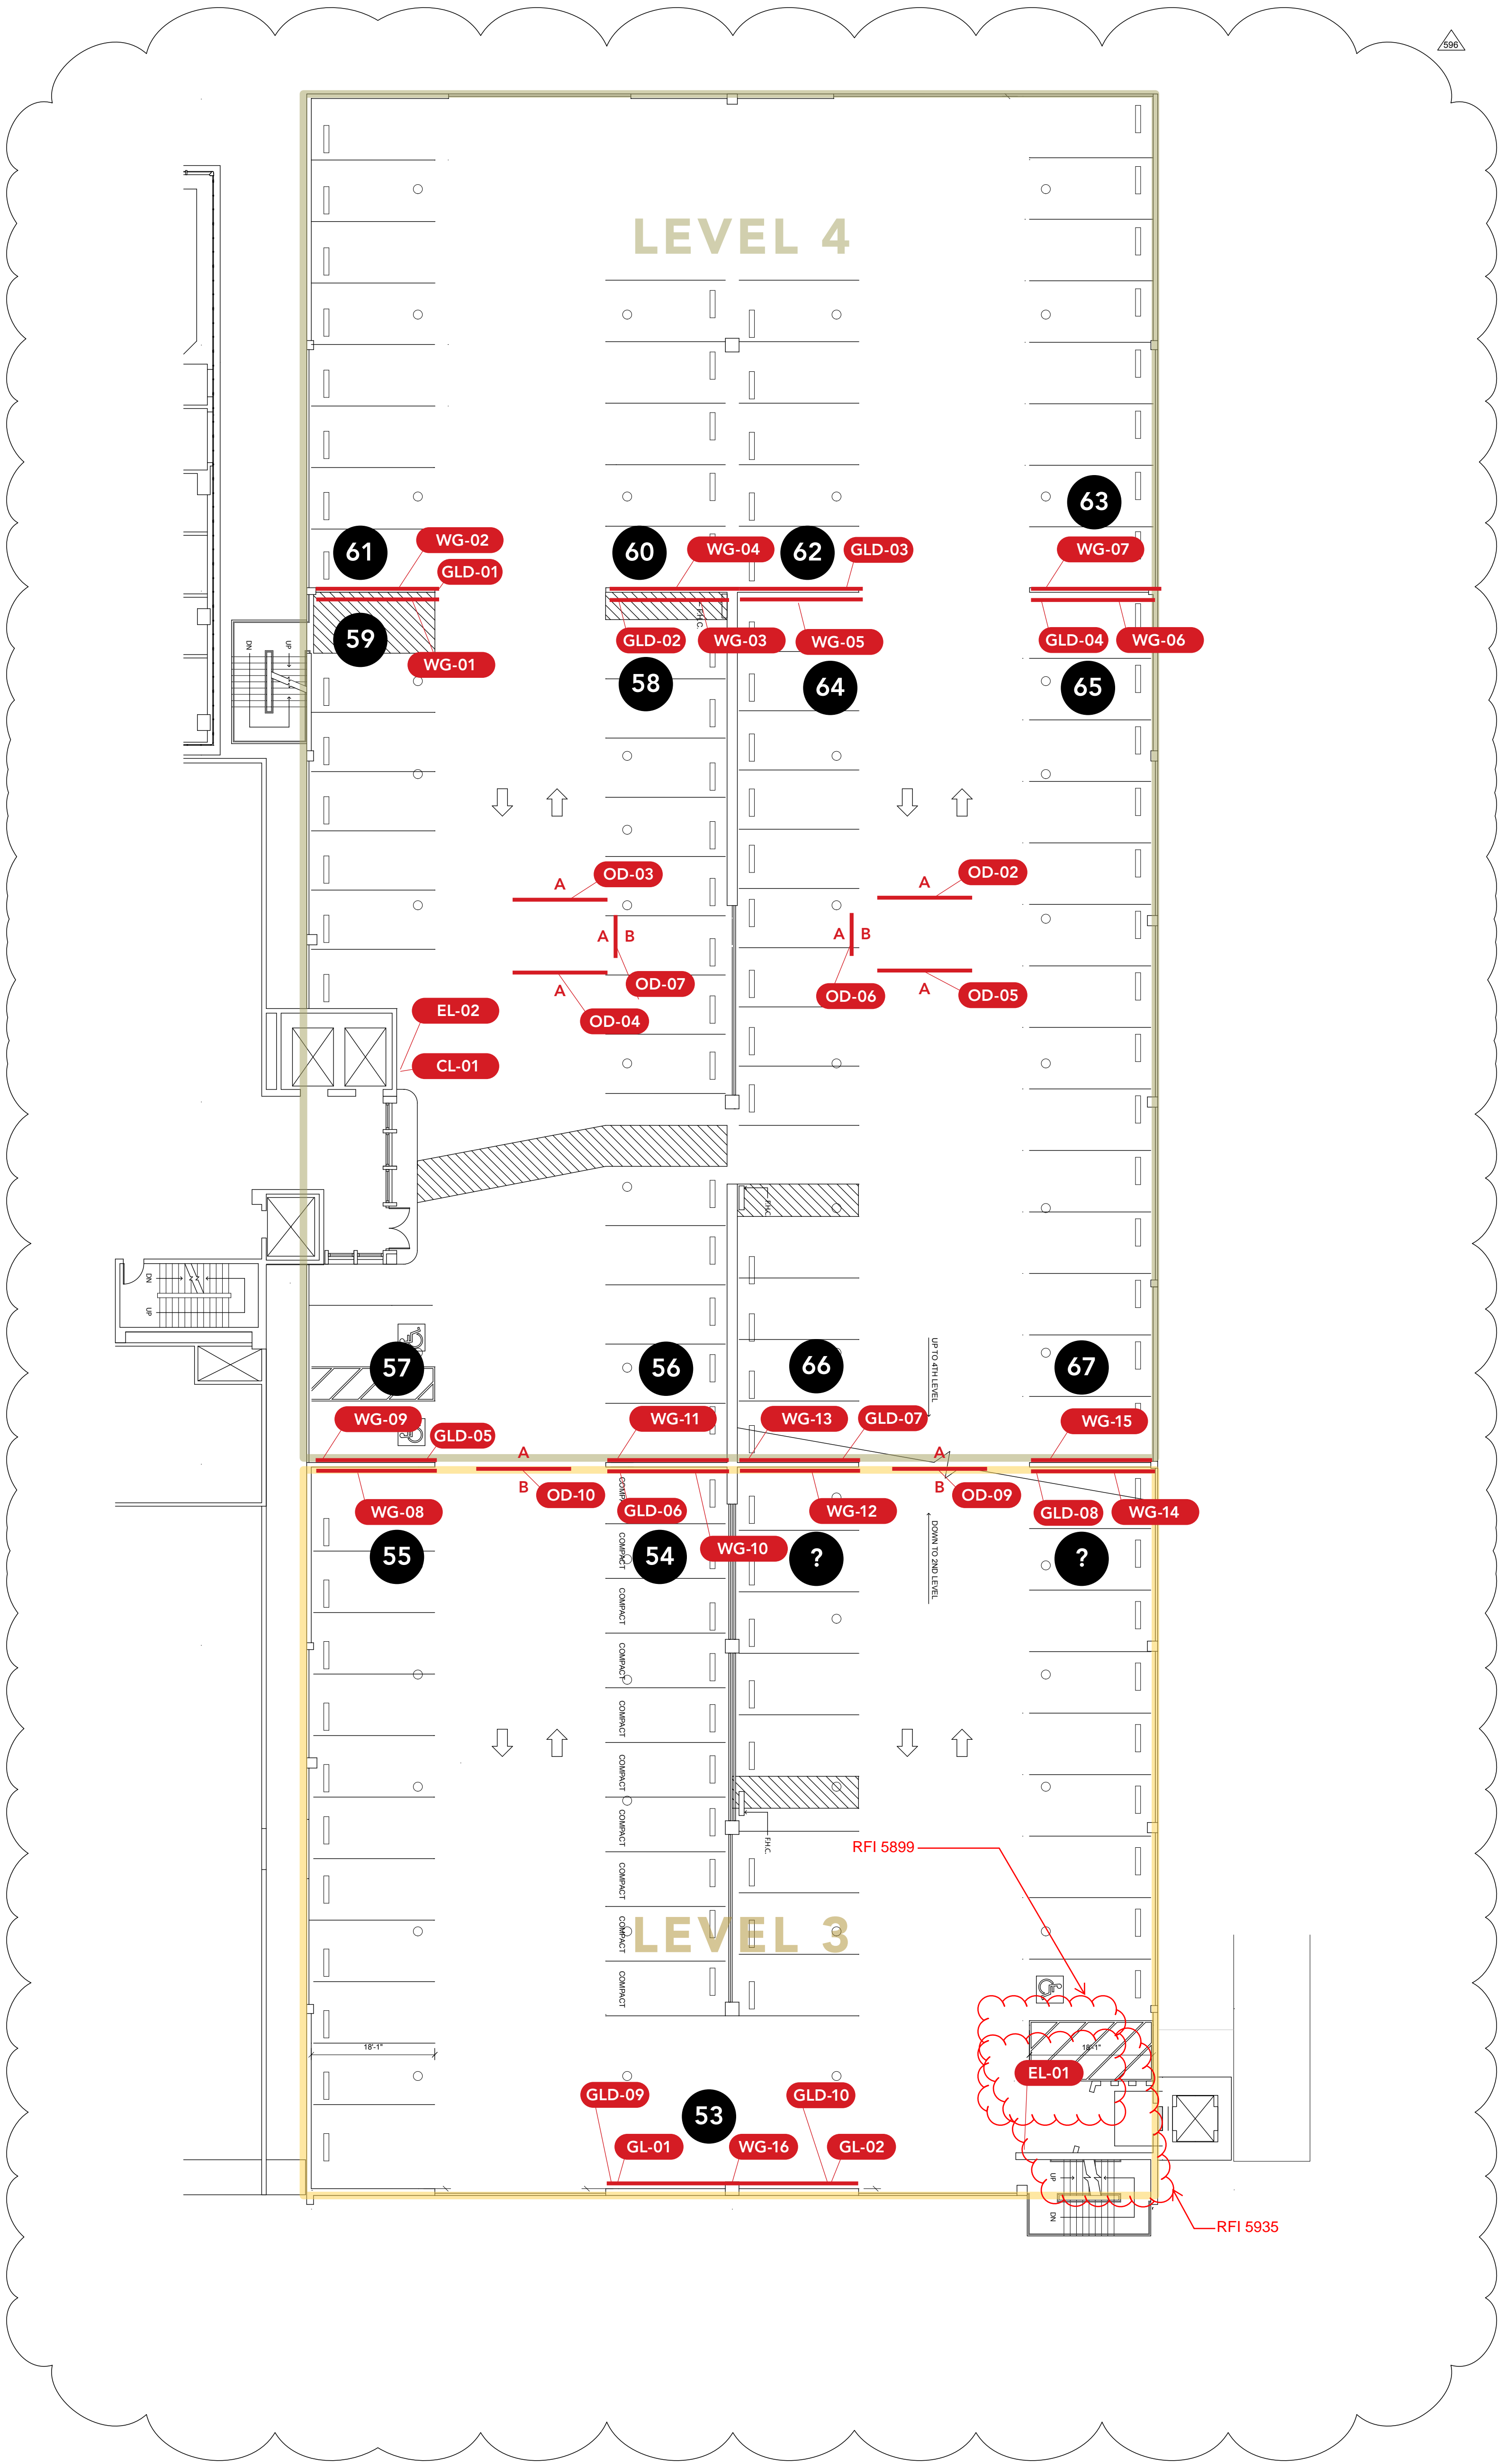 596
LEVEL 4
63
61
WG-02
60
WG-04
62
GLD-03
WG-07
GLD-01
59
F.H.C.
GLD-02
WG-03
WG-05
GLD-04
WG-06
DN
UP
WG-01
58
64
65
OD-03
A
OD-02
A
A
B
A
B
OD-07
OD-06
A
OD-05
A
OD-04
EL-02
CL-01
F.H.C.
DN
UP
57
56
66
67
UP TO 4TH LEVEL
WG-09
GLD-05
WG-11
WG-13
GLD-07
WG-15
A
A
B
B
OD-10
OD-09
WG-08
COMPACT
GLD-06
WG-12
GLD-08
WG-14
WG-10
55
54
?
?
COMPACT
DOWN TO 2ND LEVEL
COMPACT
COMPACT
COMPACT
COMPACT
COMPACT
F.H.C.
RFI 5899
COMPACT
COMPACT
LEVEL 3
COMPACT
18'-1"
18'-1"
EL-01
GLD-09
53
GLD-10
GL-01
WG-16
GL-02
UP
DN
RFI 5935